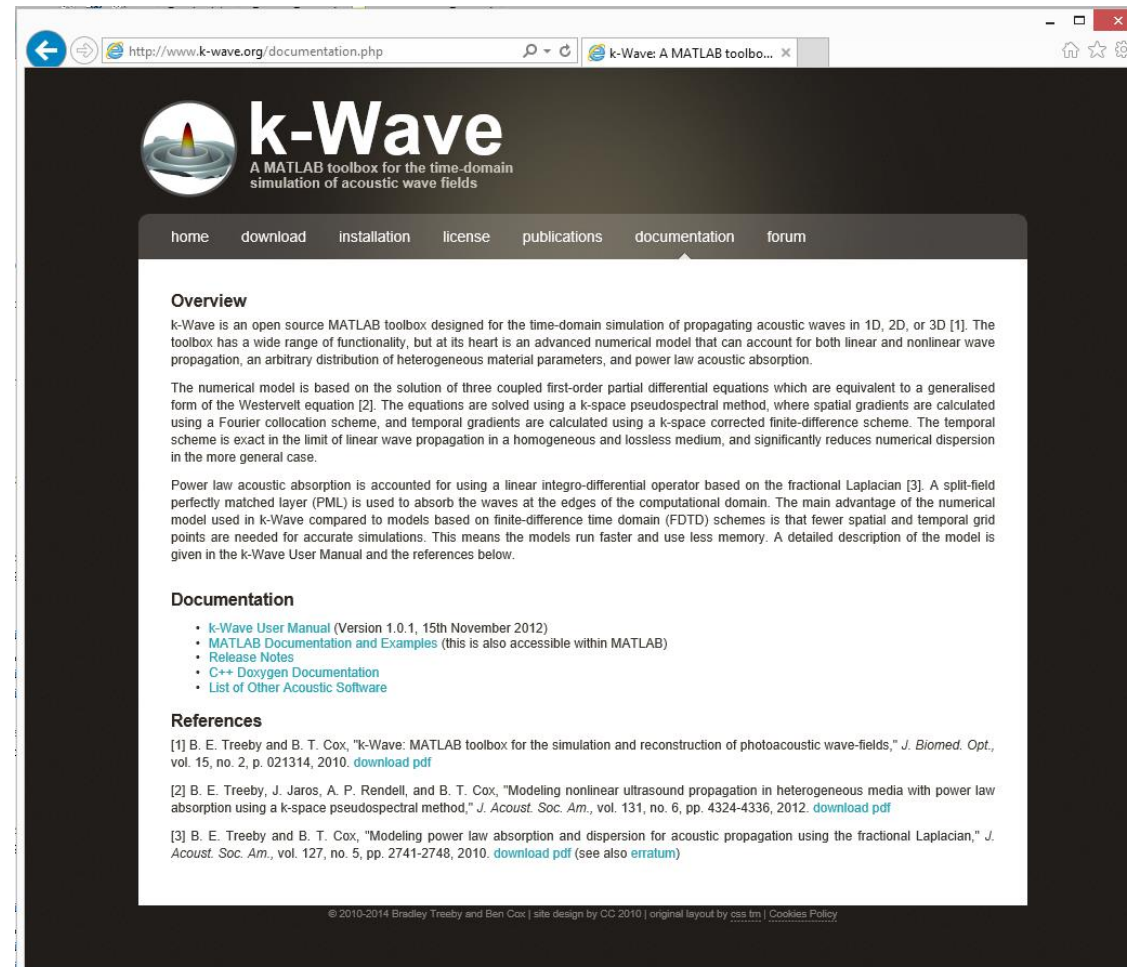 http://www.k-wave.org/documentation.php
k-Wave: A MATLAB toolbo...
k-Wave
A MATLAB toolbox for the time-domain
simulation of acoustic wave fields
home download installation license publications documentation forum
Overview
k-Wave is an open source MATLAB toolbox designed for the time-domain simulation of propagating acoustic waves in 1D, 2D, or 3D [1]. The
toolbox has a wide range of functionality, but at its heart is an advanced numerical model that can account for both linear and nonlinear wave
propagation, an arbitrary distribution of heterogeneous material parameters, and power law acoustic absorption.
The numerical model is based on the solution of three coupled first-order partial differential equations which are equivalent to a generalised
form of the Westervelt equation [2]. The equations are solved using a k-space pseudospectral method, where spatial gradients are calculated
using a Fourier collocation scheme, and temporal gradients are calculated using a k-space corrected finite-difference scheme. The temporal
scheme is exact in the limit of linear wave propagation in a homogeneous and lossless medium, and significantly reduces numerical dispersion
in the more general case.
Power law acoustic absorption is accounted for using a linear integro-differential operator based on the fractional Laplacian [3]. A split-field
perfectly matched layer (PML) is used to absorb the waves at the edges of the computational domain. The main advantage of the numerical
model used in k-Wave compared to models based on finite-difference time domain (FDTD) schemes is that fewer spatial and temporal grid
points are needed for accurate simulations. This means the models run faster and use less memory. A detailed description of the model is
given in the k-Wave User Manual and the references below.
Documentation
• k-Wave User Manual (Version 1.0.1, 15th November 2012)
• MATLAB Documentation and Examples (this is also accessible within MATLAB)
• Release Notes
• C++ Doxygen Documentation
• List of Other Acoustic Software
References
[1] B. E. Treeby and B. T. Cox, "k-Wave: MATLAB toolbox for the simulation and reconstruction of photoacoustic wave-fields," J. Biomed. Opt.,
vol. 15, no. 2, p. 021314, 2010. download pdf
[2] B. E. Treeby, J. Jaros, A. P. Rendell, and B. T. Cox, "Modeling nonlinear ultrasound propagation in heterogeneous media with power law
absorption using a k-space pseudospectral method," J. Acoust. Soc. Am., vol. 131, no. 6, pp. 4324-4336, 2012. download pdf
[3] B. E. Treeby and B. T. Cox, "Modeling power law absorption and dispersion for acoustic propagation using the fractional Laplacian," J.
Acoust. Soc. Am., vol. 127, no. 5, pp. 2741-2748, 2010. download pdf (see also erratum)
© 2010-2014 Bradley Treeby and Ben Cox | site design by CC 2010 | original layout by css tm | Cookies Policy